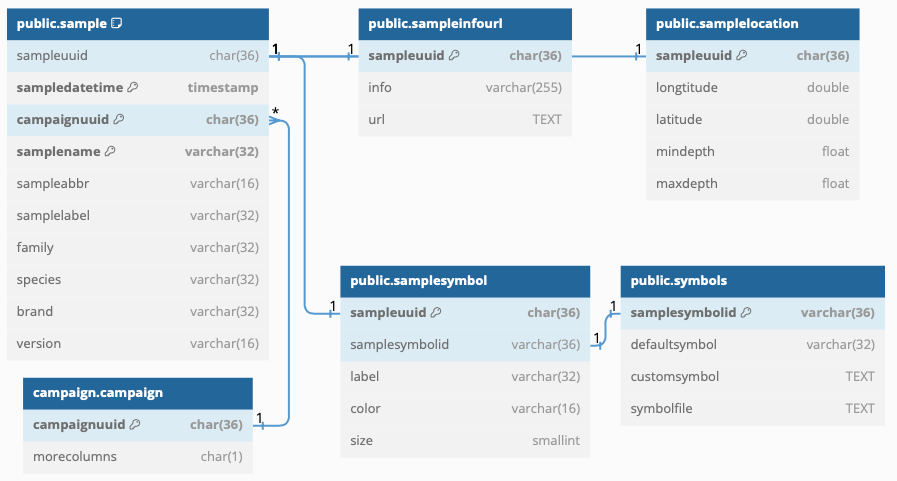 public.sample
sampleuuid char(36)
sampledatetime timestamp
campaignuuid char(36)
samplename varchar(32)
sampleabbr varchar(16)
samplelabel varchar(32)
family varchar(32)
species varchar(32)
brand varchar(32)
version varchar(16)
1
*
1
public.sampleinfourl
sampleuuid char(36)
info varchar(255)
url TEXT
1
public.samplelocation
sampleuuid char(36)
longtitude double
latitude double
mindepth float
maxdepth float
campaign.campaign
campaignuuid char(36)
morecolumns char(1)
1
1
public.samplesymbol
sampleuuid char(36)
samplesymbolid varchar(36)
label varchar(32)
color varchar(16)
size smallint
1
1
public.symbols
samplesymbolid varchar(36)
defaultsymbol varchar(32)
customsymbol TEXT
symbolfile TEXT